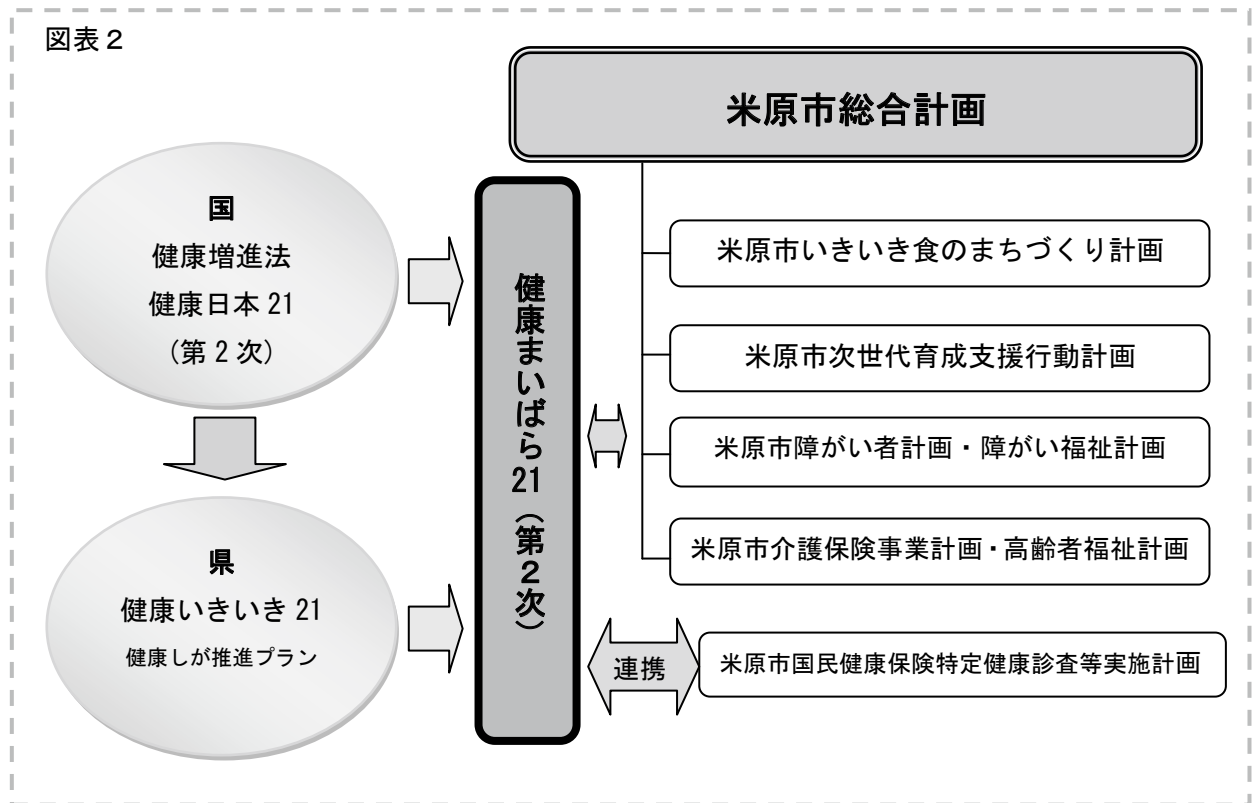 図表２
米原市総合計画
国
健康増進法
健康日本 21
(第 2 次)
県
健康いきいき 21
健康しが推進プラン
健康まいばら21（第２次）
米原市いきいき食のまちづくり計画
米原市次世代育成支援行動計画
米原市障がい者計画・障がい福祉計画
米原市介護保険事業計画・高齢者福祉計画
連携
米原市国民健康保険特定健康診査等実施計画